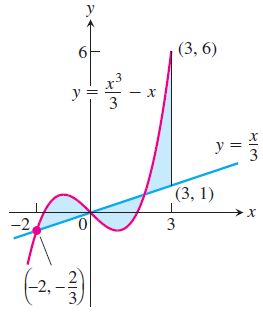 y
6
(3, 6)
y = x³/3 − x
y = x/3
(3, 1)
x
−2
0
3
(−2, −2/3)